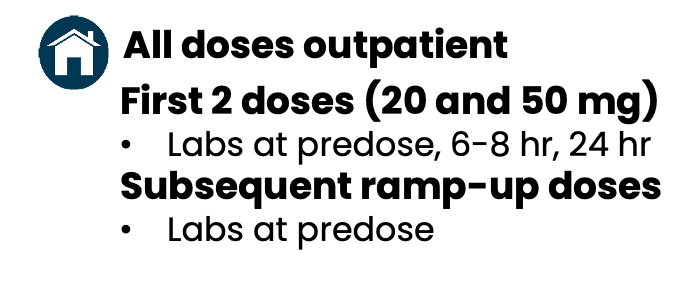 All doses outpatient
First 2 doses (20 and 50 mg)
• Labs at predose, 6-8 hr, 24 hr
Subsequent ramp-up doses
• Labs at predose